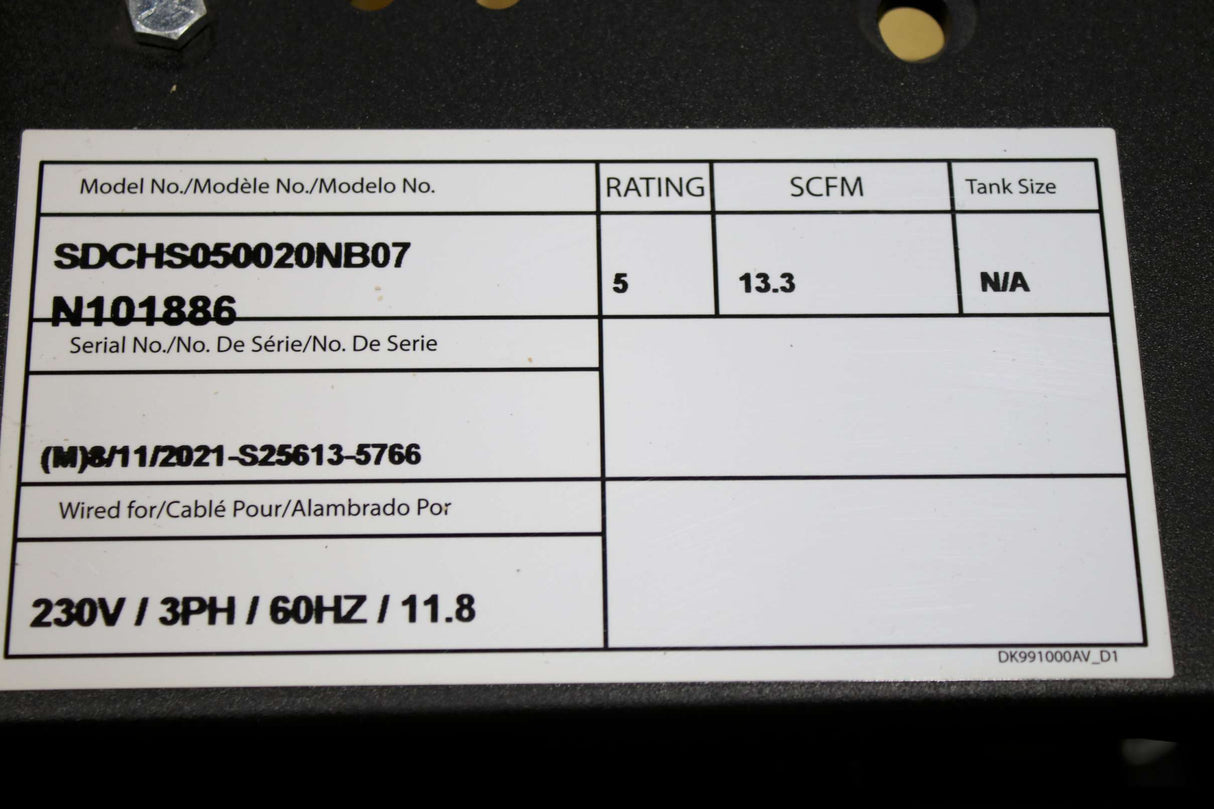 Model No./Modèle No./Modelo No. RATING SCFM Tank Size
SDCHS050020NB07
N101886
5 13.3 N/A
Serial No./No. De Série/No. De Serie
(M)8/11/2021-S25613-5766
Wired for/Cablé Pour/Alambrado Por
230V / 3PH / 60HZ / 11.8
DK991000AV_D1